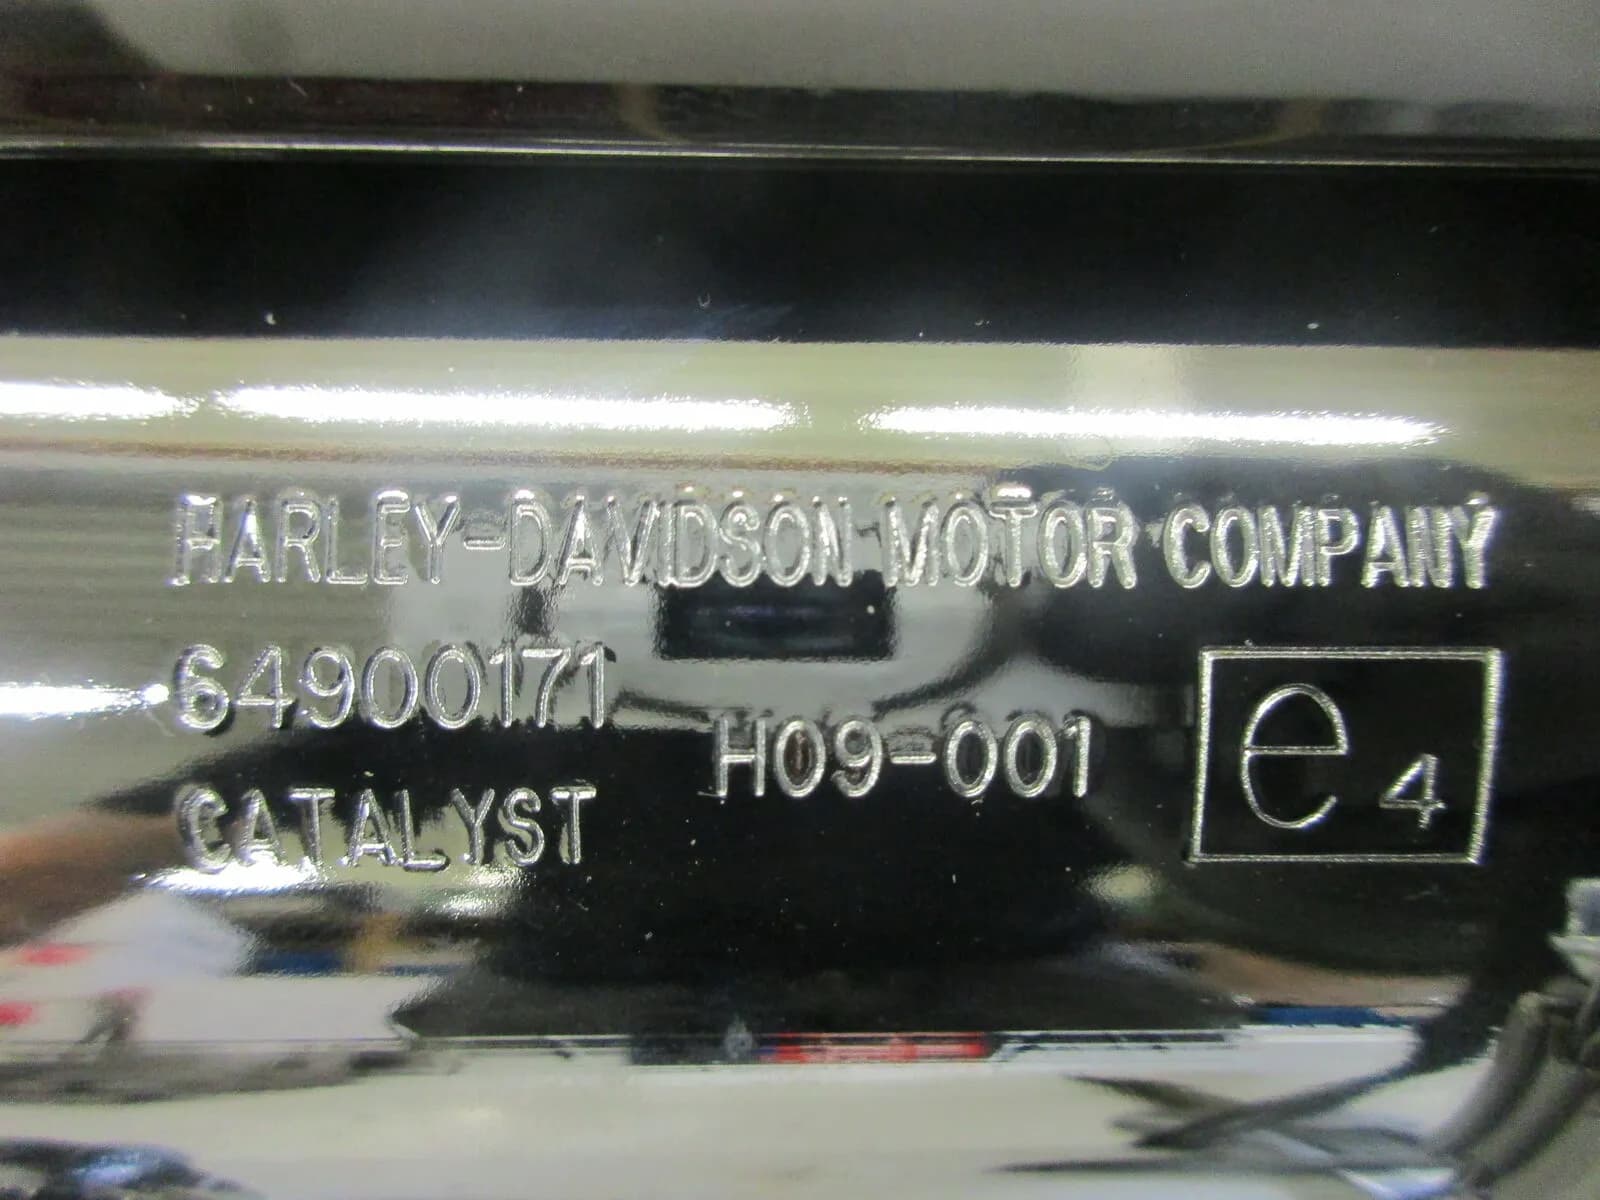 HARLEY-DAVIDSON MOTOR COMPANY
64900171
H09-001
e4
CATALYST